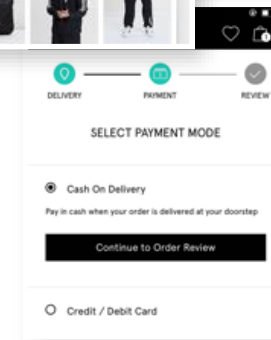 DELIVERY PAYMENT REVIEW
SELECT PAYMENT MODE
Cash On Delivery
Pay in cash when your order is delivered at your doorstep
Continue to Order Review
Credit / Debit Card